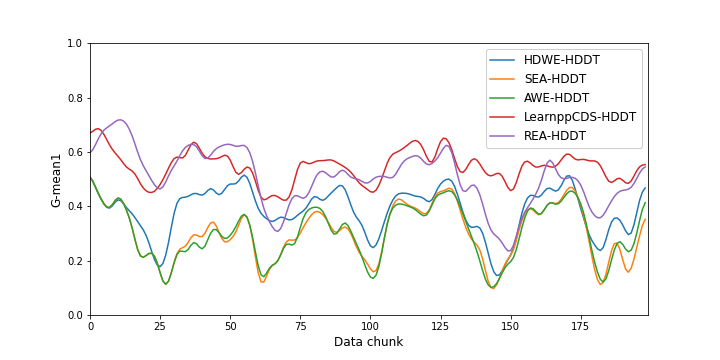 1.0
0.8
0.6
0.4
0.2
0.0
G-mean1
0
25
50
75
100
125
150
175
Data chunk
HDWE-HDDT
SEA-HDDT
AWE-HDDT
LearnppCDS-HDDT
REA-HDDT